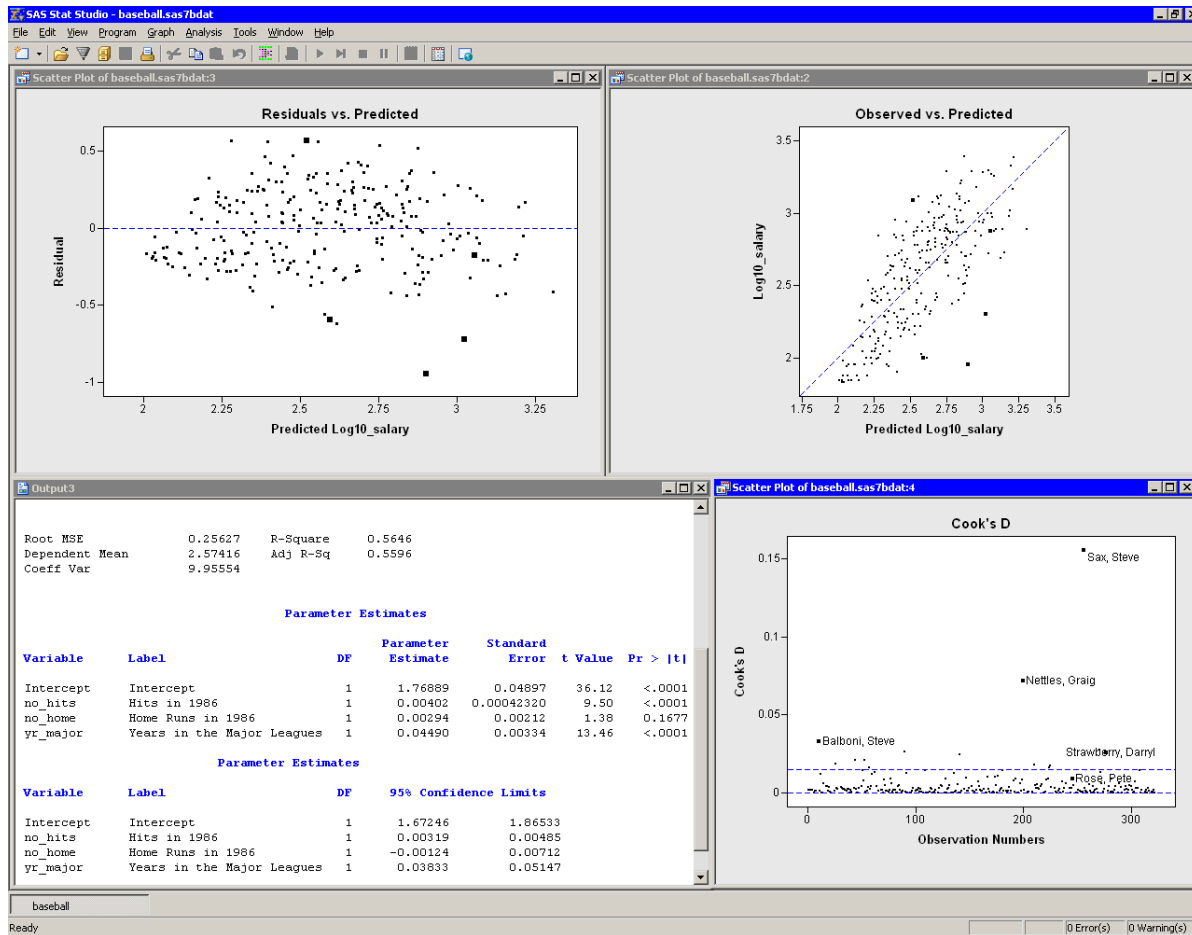 SAS Stat Studio - baseball.sas7bdat
File Edit View Program Graph Analysis Tools Window Help
Scatter Plot of baseball.sas7bdat:3
Residuals vs. Predicted
0.5
0
-0.5
-1
Residual
2 2.25 2.5 2.75 3 3.25
Predicted Log10_salary
Scatter Plot of baseball.sas7bdat:2
Observed vs. Predicted
3.5
3
2.5
2
Log10_salary
1.75 2 2.25 2.5 2.75 3 3.25 3.5
Predicted Log10_salary
Output3
Root MSE 0.25627 R-Square 0.5646
Dependent Mean 2.57416 Adj R-Sq 0.5596
Coeff Var 9.95554
Parameter Estimates
Parameter Standard
Variable Label DF Estimate Error t Value Pr > |t|
Intercept Intercept 1 1.76889 0.04897 36.12 <.0001
no_hits Hits in 1986 1 0.00402 0.00042320 9.50 <.0001
no_home Home Runs in 1986 1 0.00294 0.00212 1.38 0.1677
yr_major Years in the Major Leagues 1 0.04490 0.00334 13.46 <.0001
Parameter Estimates
Variable Label DF 95% Confidence Limits
Intercept Intercept 1 1.67246 1.86533
no_hits Hits in 1986 1 0.00319 0.00485
no_home Home Runs in 1986 1 -0.00124 0.00712
yr_major Years in the Major Leagues 1 0.03833 0.05147
Scatter Plot of baseball.sas7bdat:4
Cook's D
0.15
0.1
0.05
0
Cook's D
Sax, Steve
Nettles, Graig
Balboni, Steve
Strawberry, Darryl
Rose, Pete
0 100 200 300
Observation Numbers
baseball
Ready 0 Error(s) 0 Warning(s)